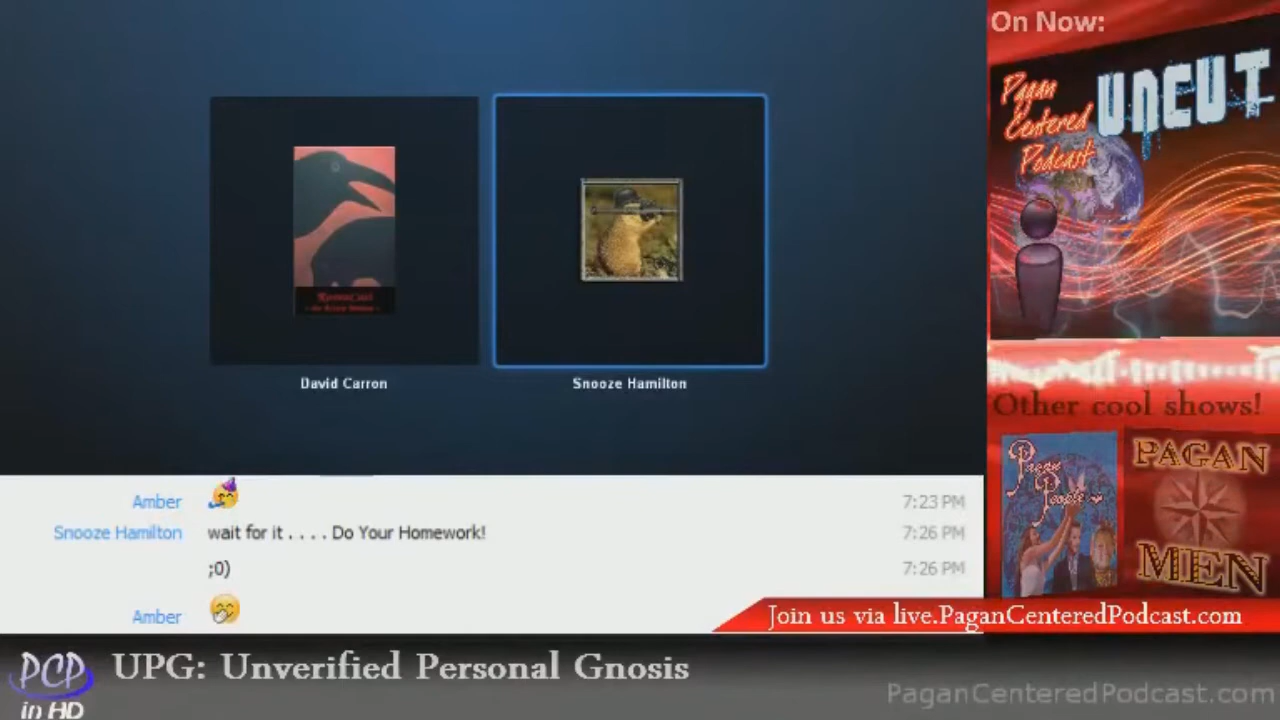 On Now:
Pagan
Centered
Podcast
UNCUT
David Carron
Snooze Hamilton
Other cool shows!
Pagan
People
PAGAN
MEN
Amber
7:23 PM
Snooze Hamilton
wait for it . . . . Do Your Homework!
7:26 PM
;0)
7:26 PM
Amber
Join us via live.PaganCenteredPodcast.com
PCP
in HD
UPG: Unverified Personal Gnosis
PaganCenteredPodcast.com